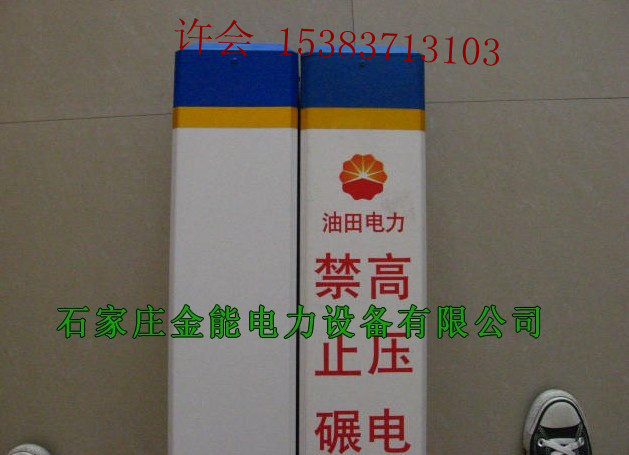 许会 15383713103
油田电力
禁止碾
高压电
石家庄金能电力设备有限公司